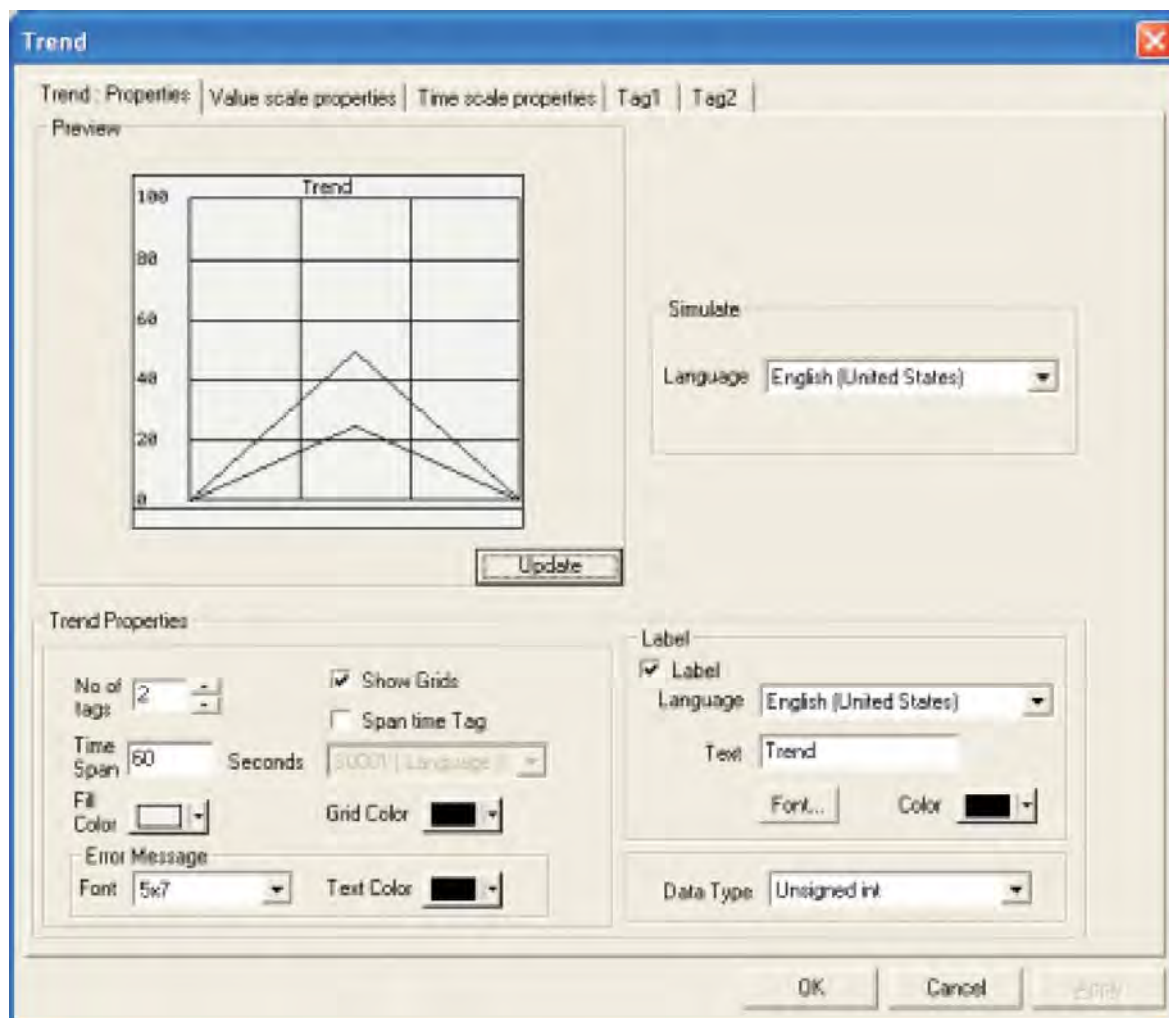 Trend
Trend : Properties Value scale properties Time scale properties Tag1 Tag2
Preview
Trend
100
80
60
40
20
0
Update
Simulate
Language English (United States)
Trend Properties
No of tags 2
Show Grids
Span time Tag
Time Span 60 Seconds
Fill Color
Grid Color
Error Message
Font 5x7
Text Color
Label
Label
Language English (United States)
Text Trend
Font... Color
Data Type Unsigned int
OK Cancel Apply